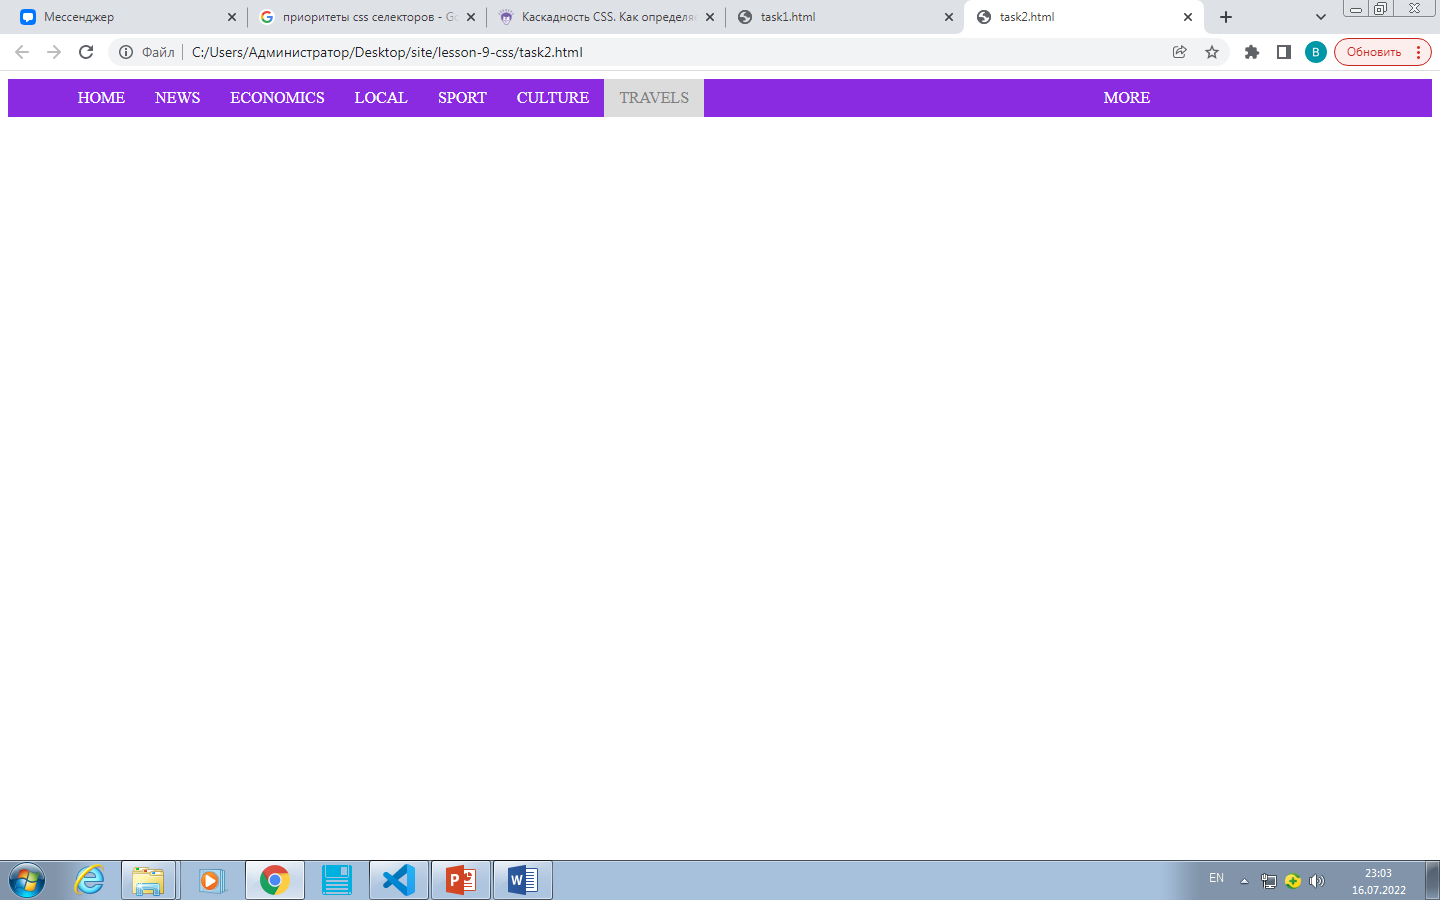 Мессенджер
приоритеты css селекторов - Go
Каскадность CSS. Как определя
task1.html
task2.html
Файл
C:/Users/Администратор/Desktop/site/lesson-9-css/task2.html
B
Обновить
HOME NEWS ECONOMICS LOCAL SPORT CULTURE TRAVELS MORE
EN
23:03
16.07.2022